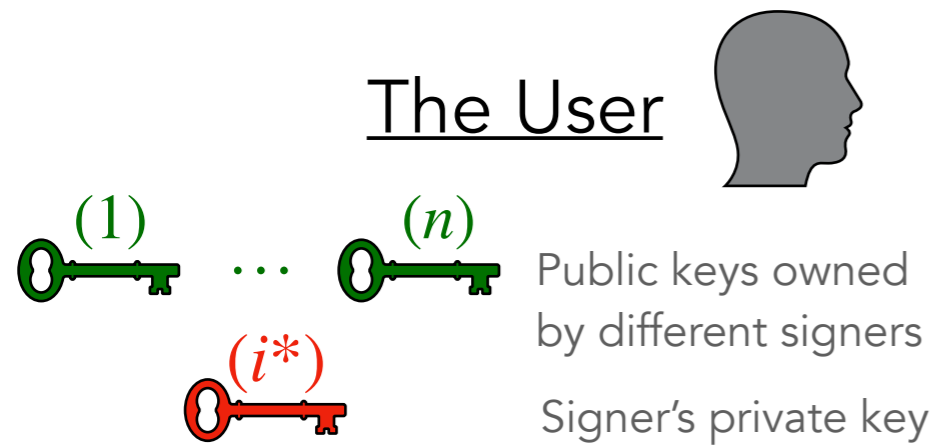 The User
(1) ... (n)
Public keys owned
by different signers
(i*)
Signer's private key